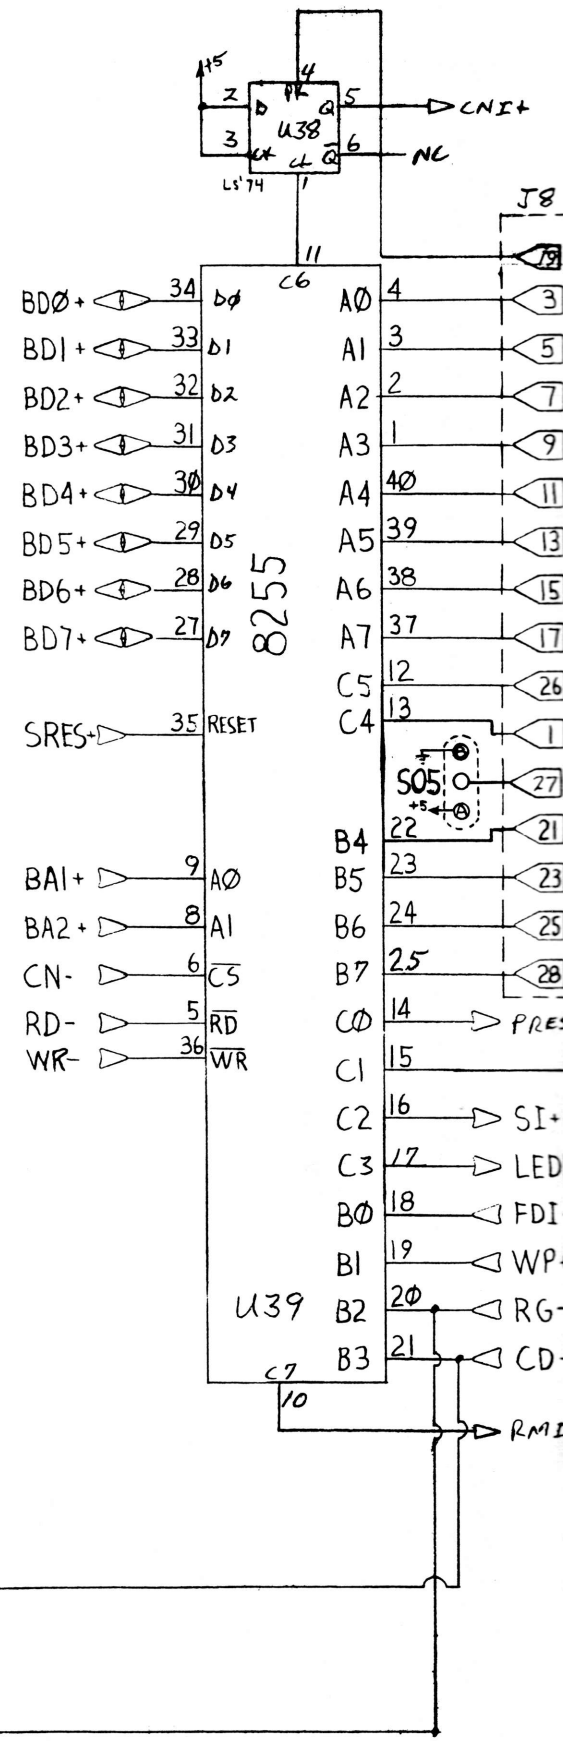 +5
4
2 D PR Q 5 CNI+
U38
3 CK CL Q 6 NC
LS'74 1
J8
11
C6 19
BDØ+ 34 DØ AØ 4 3
BD1+ 33 D1 A1 3 5
BD2+ 32 D2 A2 2 7
BD3+ 31 D3 A3 1 9
BD4+ 3Ø D4 A4 4Ø 11
BD5+ 29 D5 A5 39 13
BD6+ 28 D6 A6 38 15
8255
BD7+ 27 D7 A7 37 17
C5 12 26
SRES+ 35 RESET C4 13 1
B
SO5 27
+5 A
B4 22 21
BA1+ 9 AØ B5 23 23
BA2+ 8 A1 B6 24 25
CN- 6 CS B7 25 28
RD- 5 RD CØ 14 PRES
WR- 36 WR C1 15
C2 16 SI+
C3 17 LED
BØ 18 FDI
B1 19 WP+
U39 B2 2Ø RG-
B3 21 CD-
C7
10
RMI